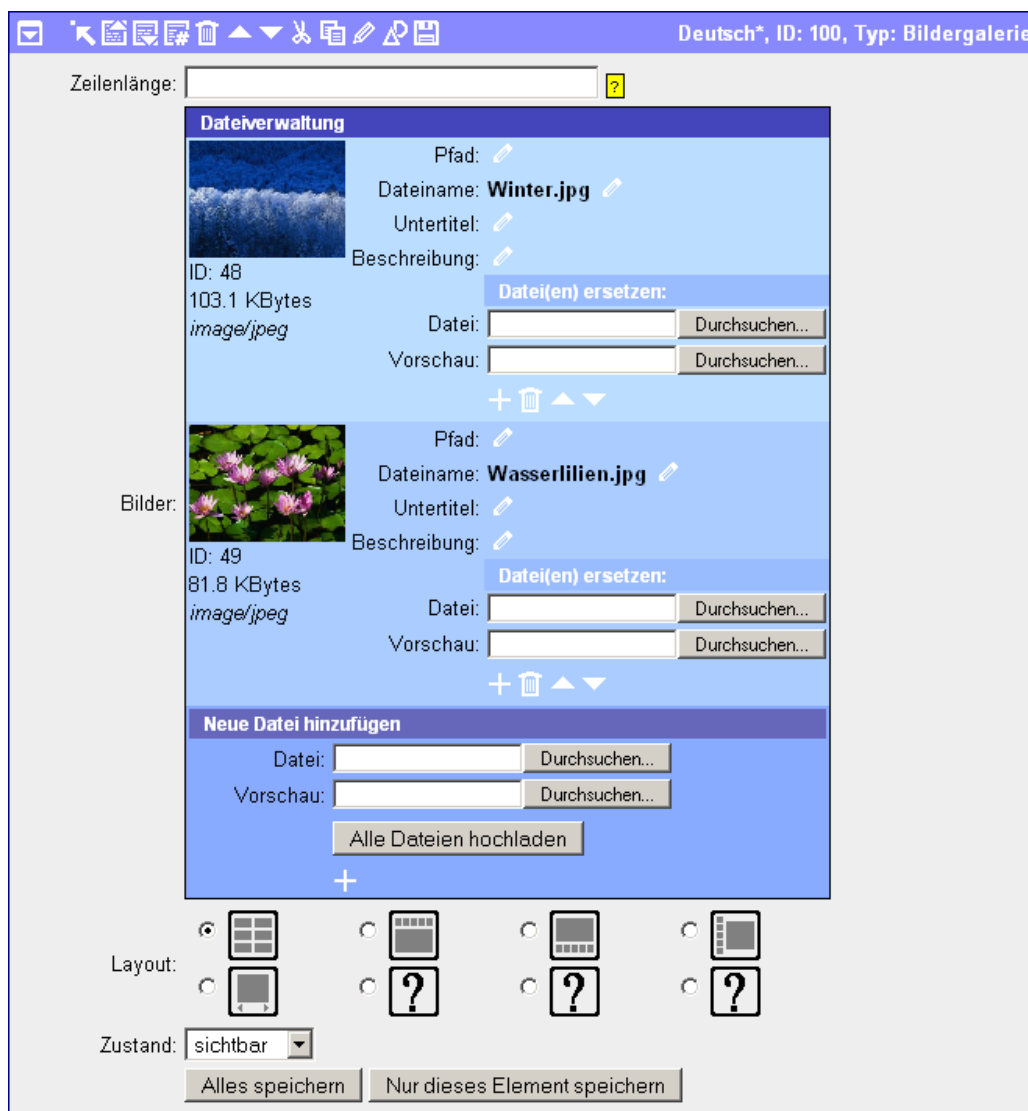 Deutsch*, ID: 100, Typ: Bildergalerie
Zeilenlänge:
?
Dateiverwaltung
Pfad:
Dateiname: Winter.jpg
Untertitel:
Beschreibung:
ID: 48
103.1 KBytes
image/jpeg
Datei(en) ersetzen:
Datei: Durchsuchen...
Vorschau: Durchsuchen...
Bilder:
Pfad:
Dateiname: Wasserlilien.jpg
Untertitel:
Beschreibung:
ID: 49
81.8 KBytes
image/jpeg
Datei(en) ersetzen:
Datei: Durchsuchen...
Vorschau: Durchsuchen...
Neue Datei hinzufügen
Datei: Durchsuchen...
Vorschau: Durchsuchen...
Alle Dateien hochladen
Layout:
? ? ?
Zustand: sichtbar
Alles speichern Nur dieses Element speichern